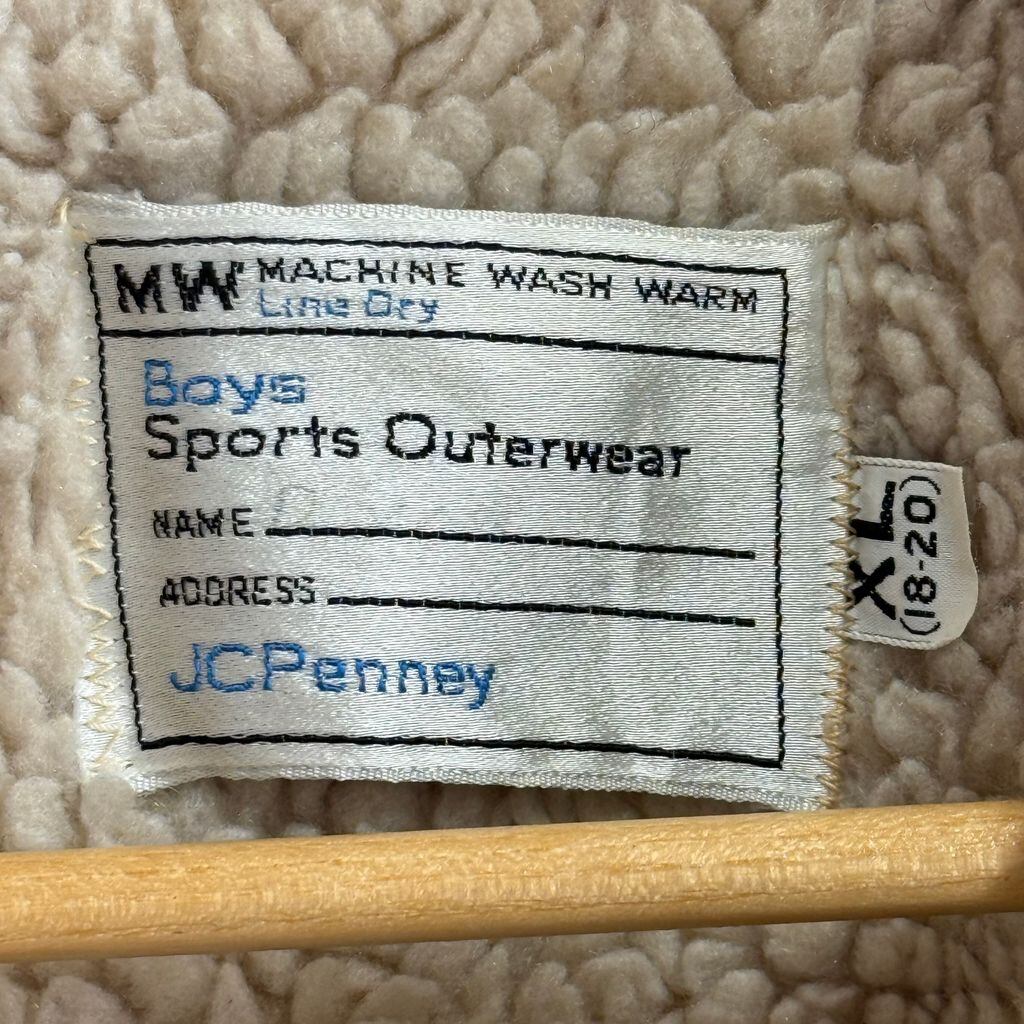 MW MACHINE WASH WARM
Line Dry
Boys
Sports Outerwear
NAME
ADDRESS
JCPenney
XL
(18-20)